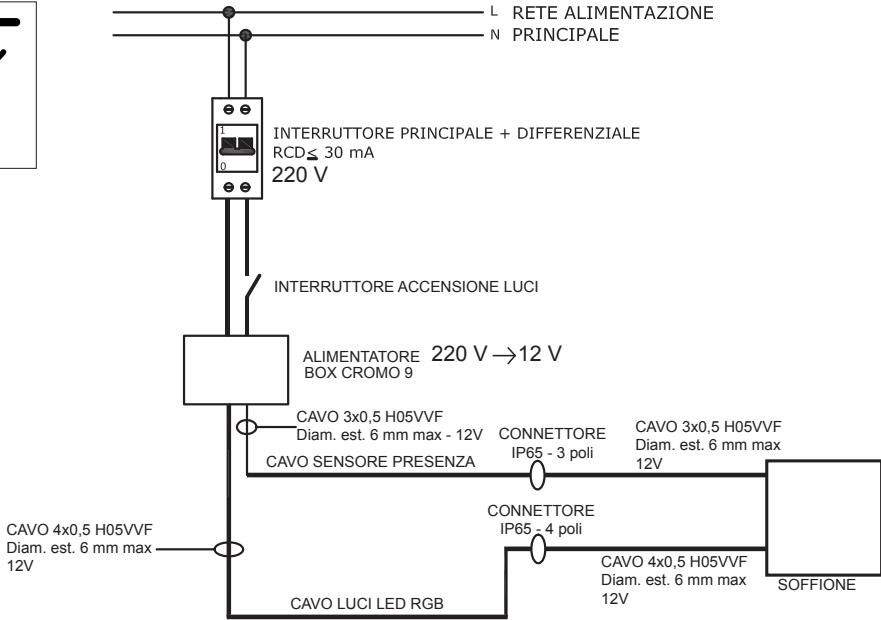 L RETE ALIMENTAZIONE
N PRINCIPALE
INTERRUTTORE PRINCIPALE + DIFFERENZIALE
1
RCD≤ 30 mA
0
220 V
INTERRUTTORE ACCENSIONE LUCI
ALIMENTATORE 220 V →12 V
BOX CROMO 9
CAVO 3x0,5 H05VVF
Diam. est. 6 mm max - 12V
CAVO SENSORE PRESENZA
CONNETTORE
IP65 - 3 poli
CAVO 3x0,5 H05VVF
Diam. est. 6 mm max
12V
CONNETTORE
IP65 - 4 poli
CAVO 4x0,5 H05VVF
Diam. est. 6 mm max
12V
CAVO 4x0,5 H05VVF
Diam. est. 6 mm max
12V
SOFFIONE
CAVO LUCI LED RGB